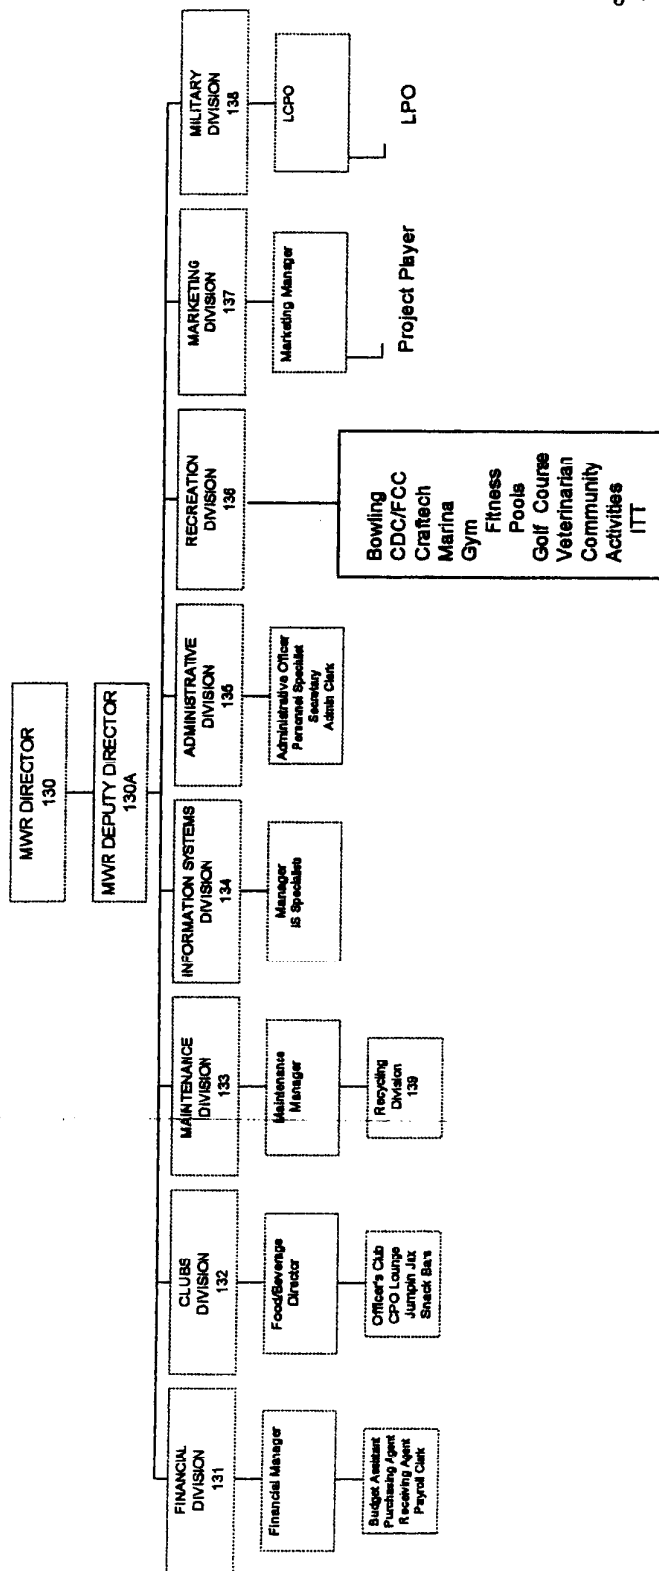 MWR DIRECTOR
130
MWR DEPUTY DIRECTOR
130A
FINANCIAL
DIVISION
131
Financial Manager
Budget Assistant
Purchasing Agent
Receiving Agent
Payroll Clerk
CLUBS
DIVISION
132
Food/Beverage
Director
Officer's Club
CPO Lounge
Jumpin Jax
Snack Bars
MAINTENANCE
DIVISION
133
Maintenance
Manager
Recycling
Division
139
INFORMATION SYSTEMS
DIVISION
134
Manager
IS Specialists
ADMINISTRATIVE
DIVISION
135
Administrative Officer
Personnel Specialist
Secretary
Admin Clerk
RECREATION
DIVISION
136
Bowling
CDC/FCC
Craftech
Marina
Gym
Fitness
Pools
Golf Course
Veterinarian
Community
Activities
ITT
MARKETING
DIVISION
137
Marketing Manager
Project Player
MILITARY
DIVISION
138
LCPO
LPO